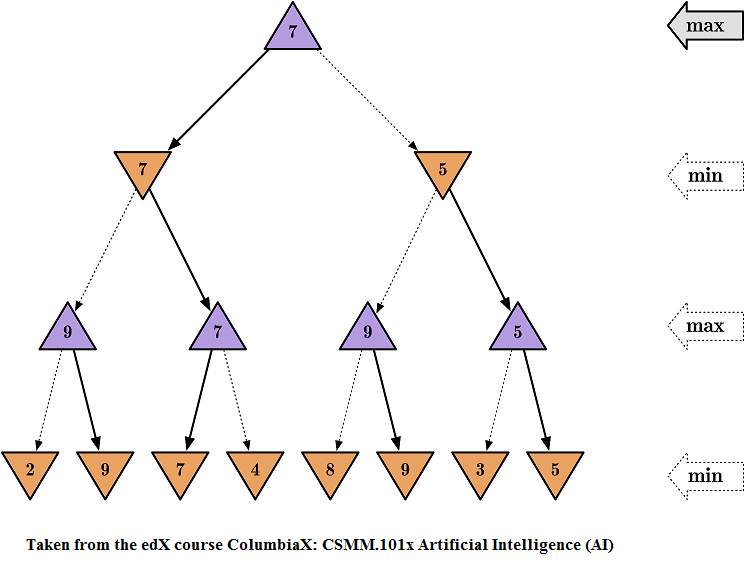 7 max
7 5 min
9 7 9 5 max
2 9 7 4 8 9 3 5 min
Taken from the edX course ColumbiaX: CSMM.101x Artificial Intelligence (AI)